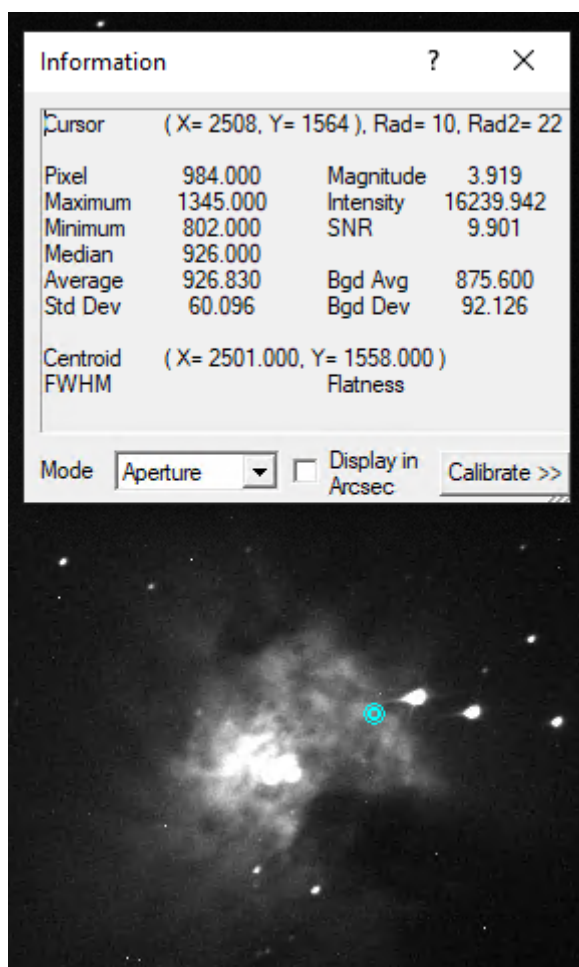 Information ? ×
Cursor ( X= 2508, Y= 1564 ), Rad= 10, Rad2= 22
Pixel 984.000 Magnitude 3.919
Maximum 1345.000 Intensity 16239.942
Minimum 802.000 SNR 9.901
Median 926.000
Average 926.830 Bgd Avg 875.600
Std Dev 60.096 Bgd Dev 92.126
Centroid ( X= 2501.000, Y= 1558.000 )
FWHM Flatness
Mode Aperture Display in Arcsec Calibrate >>